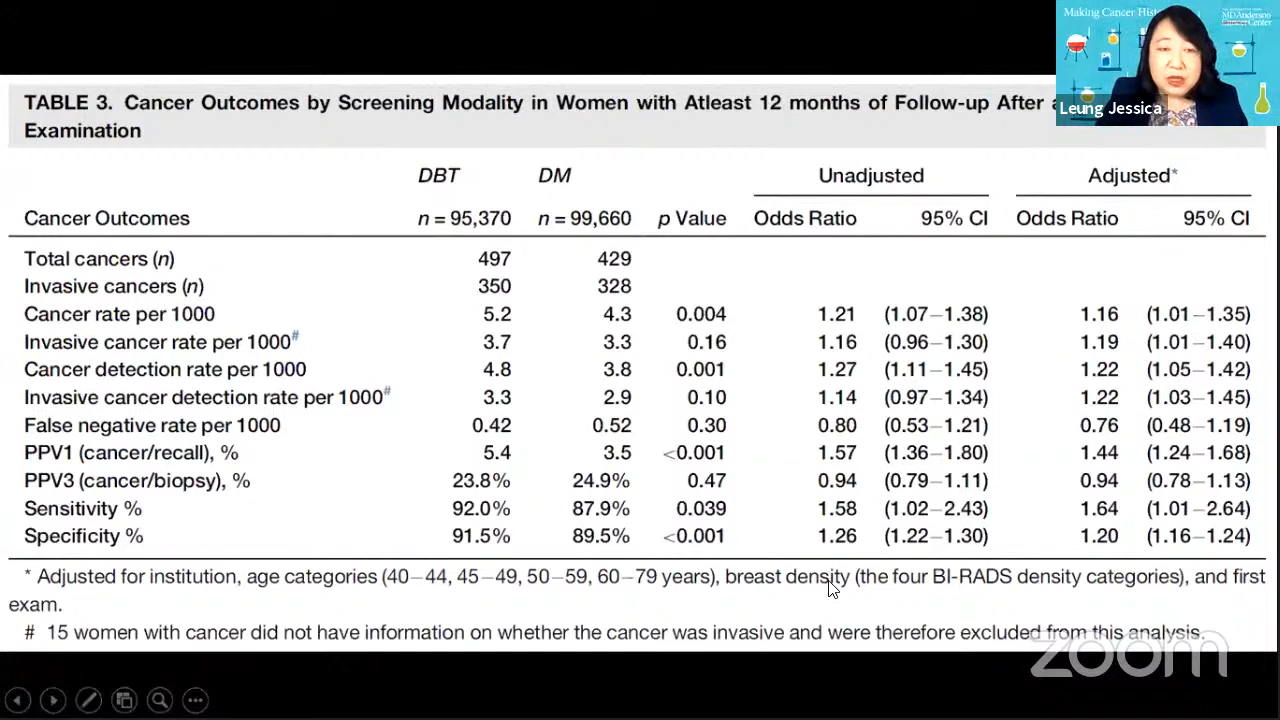 Making Cancer Hist
MD Anderson
Center
Leung Jessica
TABLE 3. Cancer Outcomes by Screening Modality in Women with Atleast 12 months of Follow-up After
Examination
DBT DM Unadjusted Adjusted*
Cancer Outcomes n = 95,370 n = 99,660 p Value Odds Ratio 95% CI Odds Ratio 95% CI
Total cancers (n) 497 429
Invasive cancers (n) 350 328
Cancer rate per 1000 5.2 4.3 0.004 1.21 (1.07–1.38) 1.16 (1.01–1.35)
Invasive cancer rate per 1000# 3.7 3.3 0.16 1.16 (0.96–1.30) 1.19 (1.01–1.40)
Cancer detection rate per 1000 4.8 3.8 0.001 1.27 (1.11–1.45) 1.22 (1.05–1.42)
Invasive cancer detection rate per 1000# 3.3 2.9 0.10 1.14 (0.97–1.34) 1.22 (1.03–1.45)
False negative rate per 1000 0.42 0.52 0.30 0.80 (0.53–1.21) 0.76 (0.48–1.19)
PPV1 (cancer/recall), % 5.4 3.5 <0.001 1.57 (1.36–1.80) 1.44 (1.24–1.68)
PPV3 (cancer/biopsy), % 23.8% 24.9% 0.47 0.94 (0.79–1.11) 0.94 (0.78–1.13)
Sensitivity % 92.0% 87.9% 0.039 1.58 (1.02–2.43) 1.64 (1.01–2.64)
Specificity % 91.5% 89.5% <0.001 1.26 (1.22–1.30) 1.20 (1.16–1.24)
* Adjusted for institution, age categories (40–44, 45–49, 50–59, 60–79 years), breast density (the four BI-RADS density categories), and first
exam.
# 15 women with cancer did not have information on whether the cancer was invasive and were therefore excluded from this analysis.
zoom